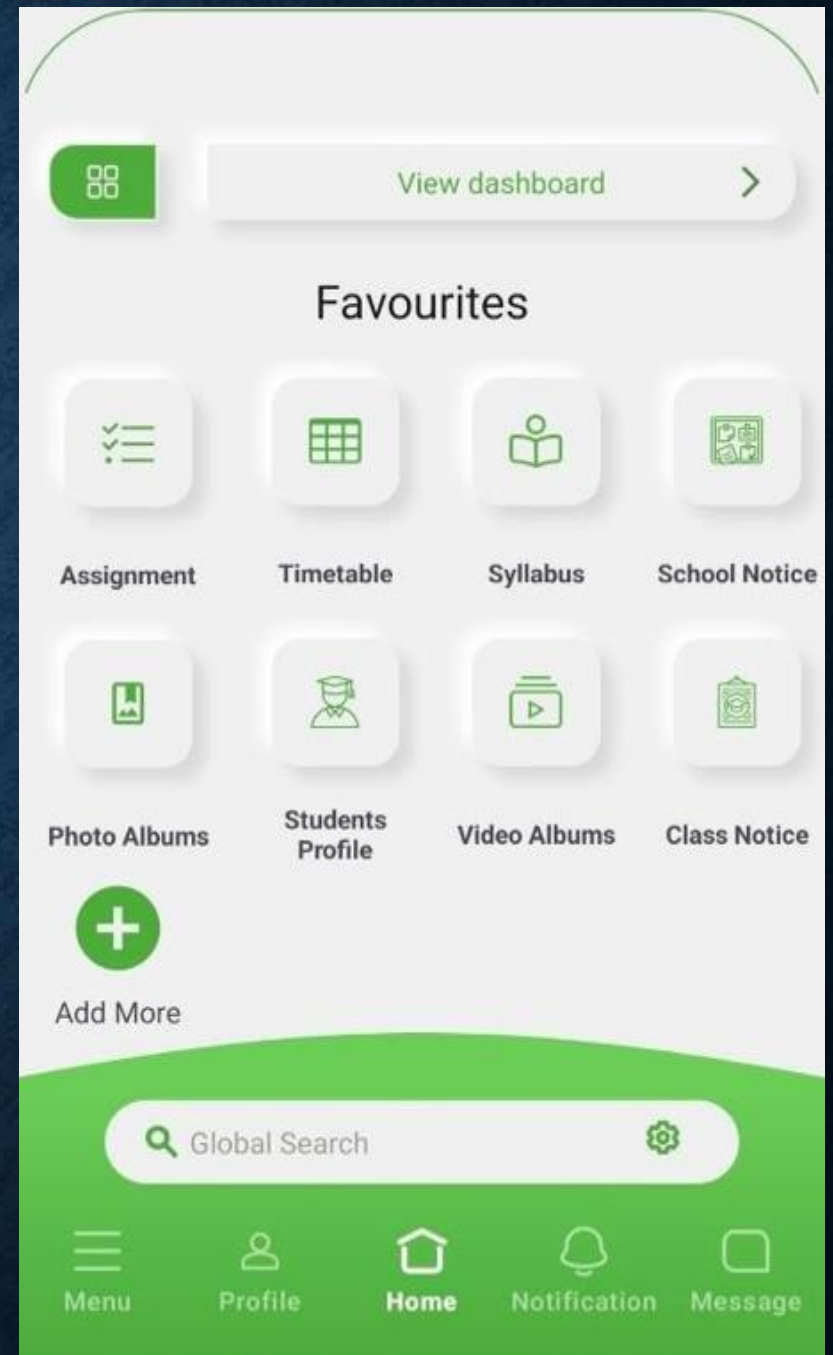 View dashboard
Favourites
Assignment
Timetable
Syllabus
School Notice
Photo Albums
Students
Profile
Video Albums
Class Notice
Add More
Global Search
Menu
Profile
Home
Notification
Message